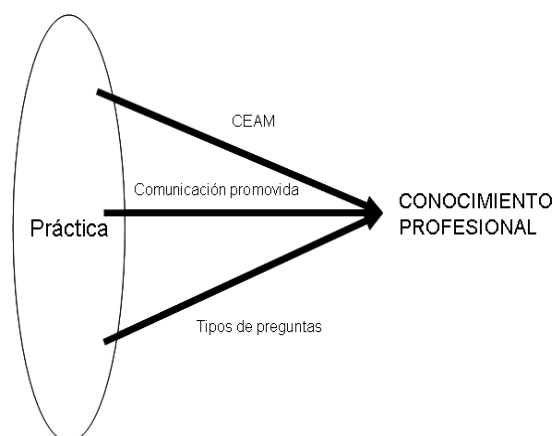 CEAM
Comunicación promovida
Práctica
CONOCIMIENTO
PROFESIONAL
Tipos de preguntas